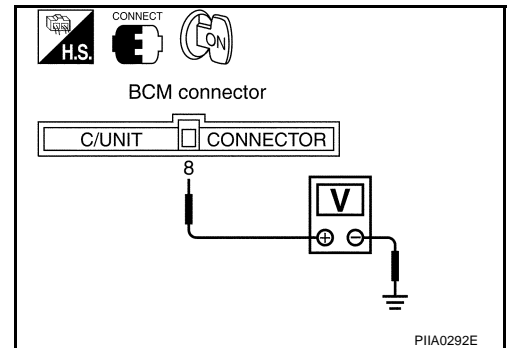 H.S.
CONNECT
ON
BCM connector
C/UNIT CONNECTOR
8
V
+ −
PIIA0292E